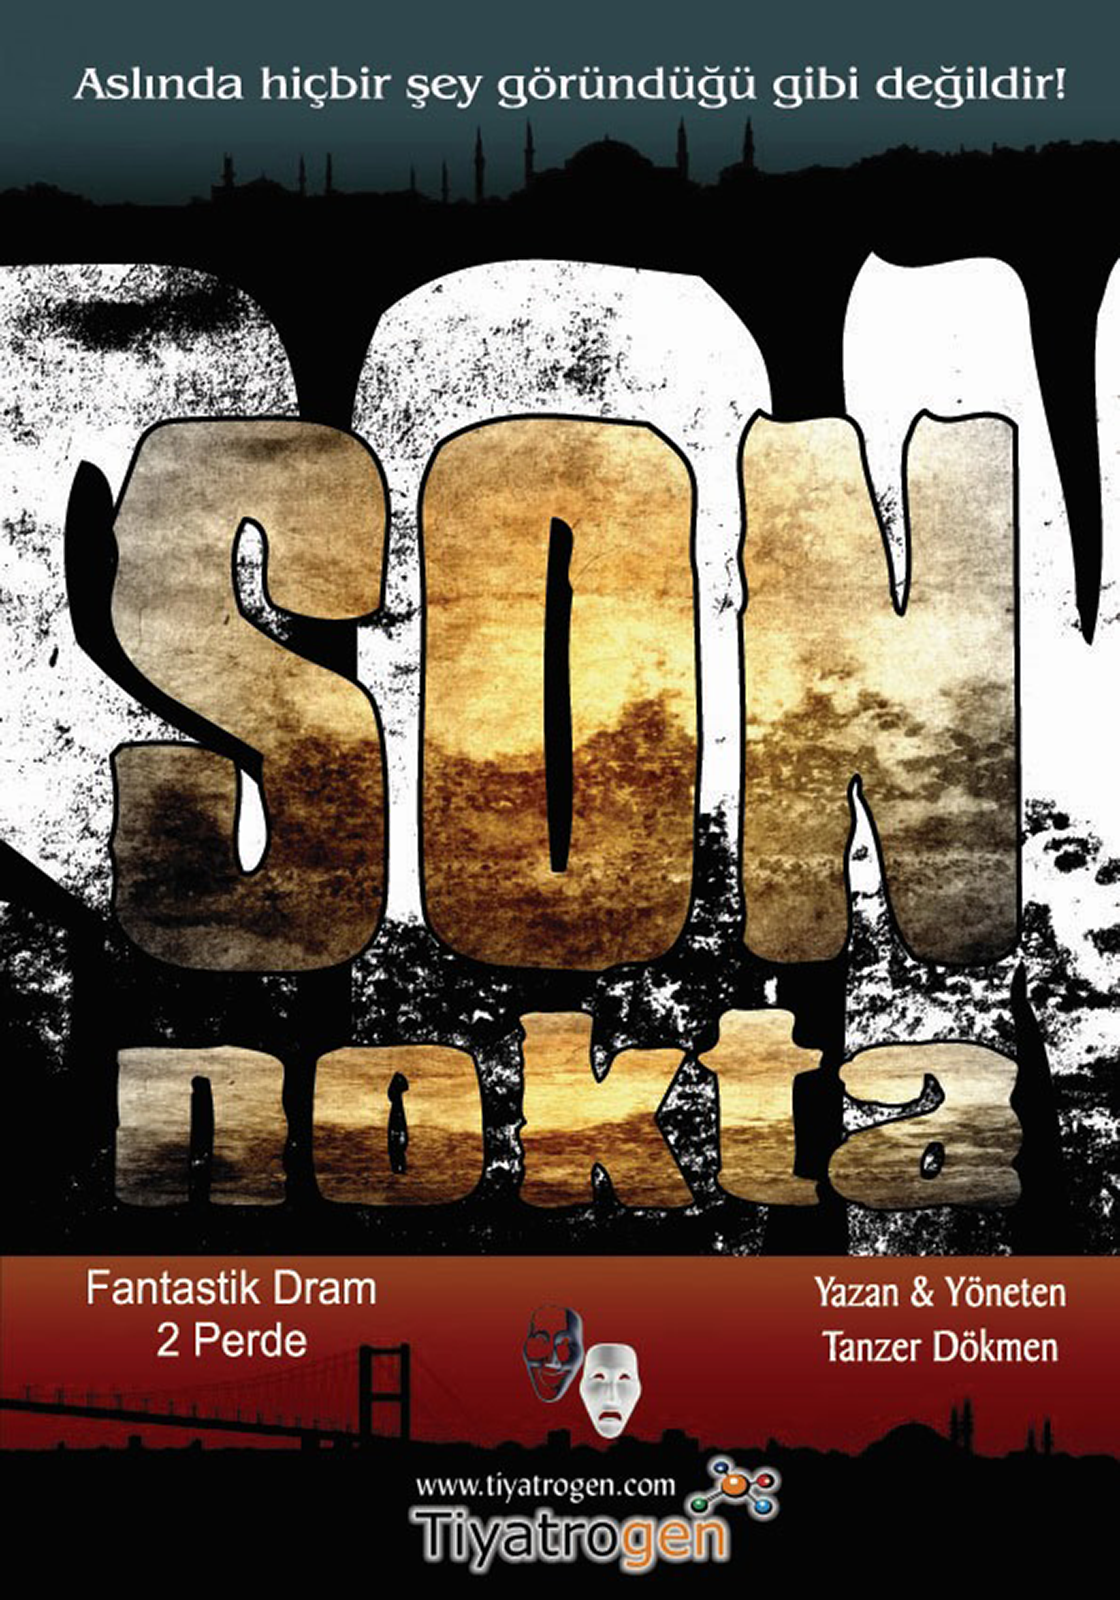 Aslında hiçbir şey göründüğü gibi değildir!
SON
nokta
Fantastik Dram
2 Perde
Yazan & Yöneten
Tanzer Dökmen
www.tiyatrogen.com
Tiyatrogen